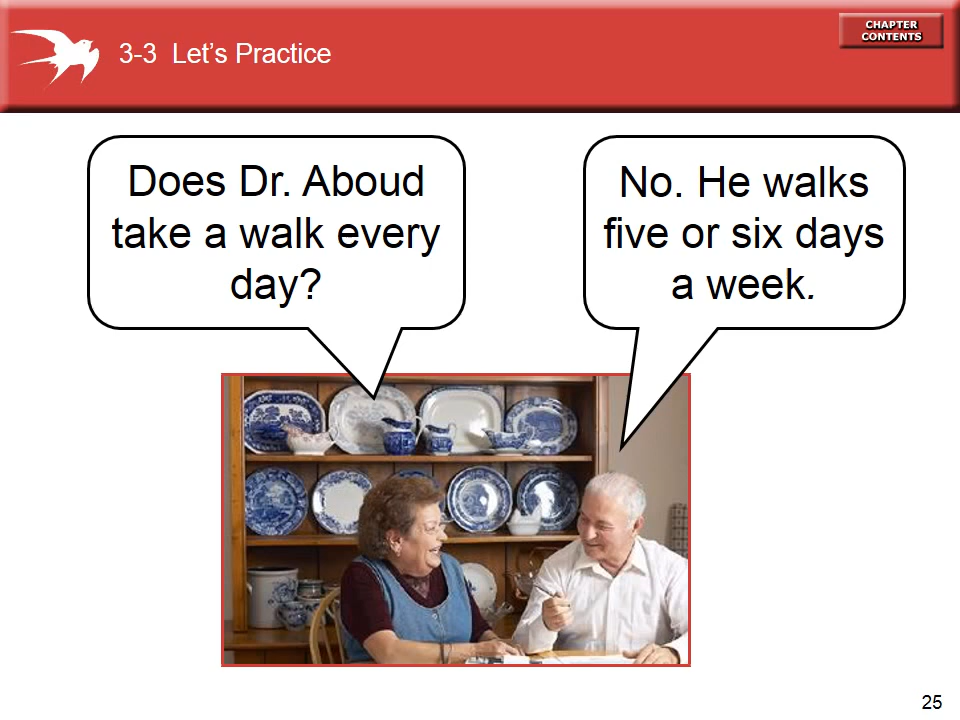 3-3 Let’s Practice
CHAPTER
CONTENTS
Does Dr. Aboud
take a walk every
day?
No. He walks
five or six days
a week.
25